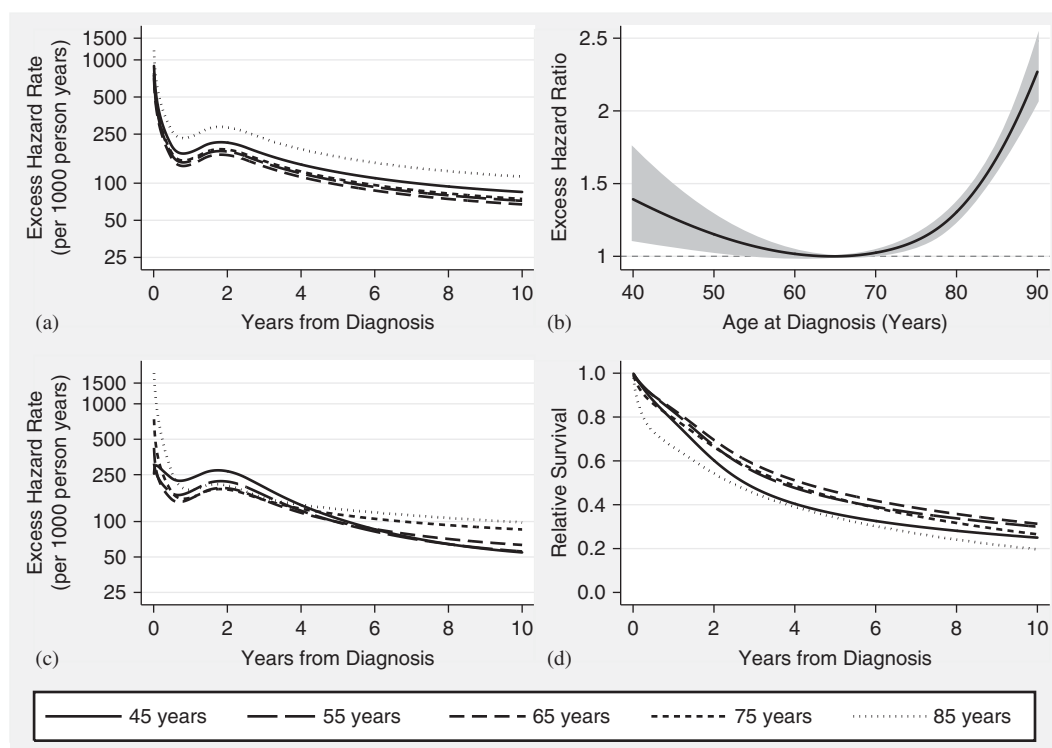 Excess Hazard Rate
(per 1000 person years)
1500
1000
500
250
100
50
25
0 2 4 6 8 10
Years from Diagnosis
(a)
Excess Hazard Ratio
2.5
2
1.5
1
40 50 60 70 80 90
Age at Diagnosis (Years)
(b)
Excess Hazard Rate
(per 1000 person years)
1500
1000
500
250
100
50
25
0 2 4 6 8 10
Years from Diagnosis
(c)
Relative Survival
1.0
0.8
0.6
0.4
0.2
0.0
0 2 4 6 8 10
Years from Diagnosis
(d)
45 years 55 years 65 years 75 years 85 years